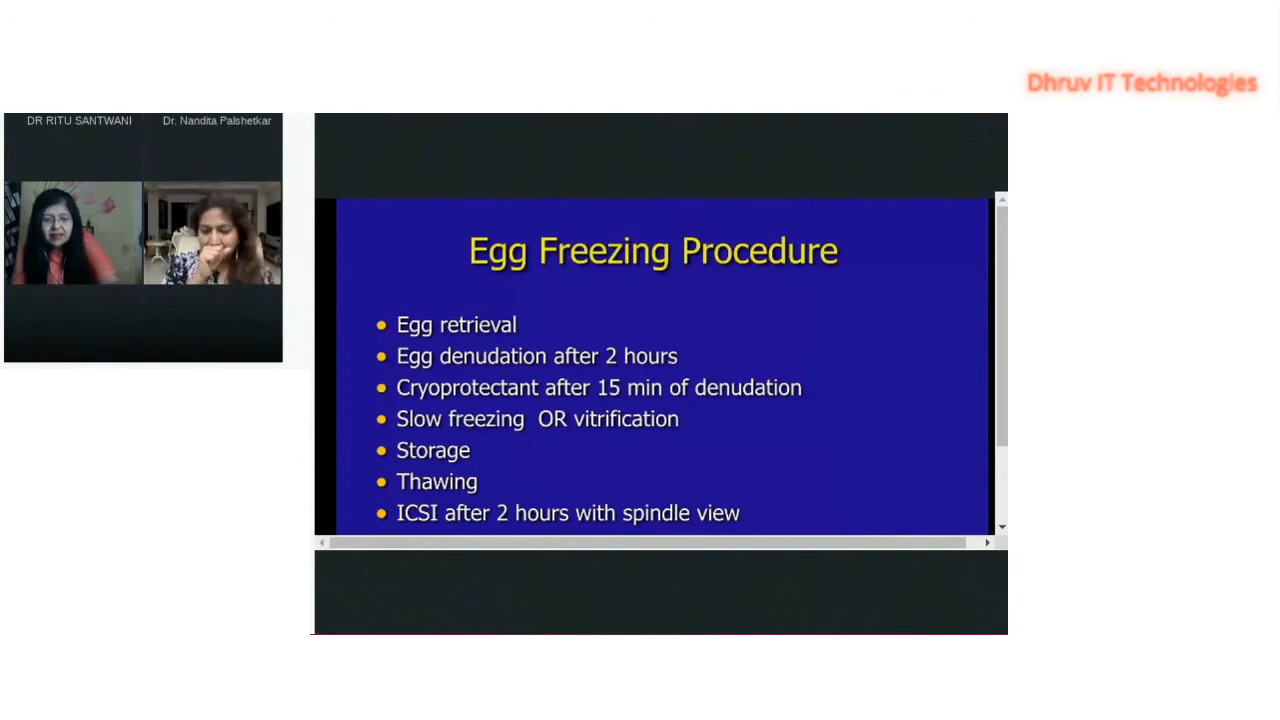 Dhruv IT Technologies
DR RITU SANTWANI
Dr. Nandita Palshetkar
Egg Freezing Procedure
• Egg retrieval
• Egg denudation after 2 hours
• Cryoprotectant after 15 min of denudation
• Slow freezing OR vitrification
• Storage
• Thawing
• ICSI after 2 hours with spindle view